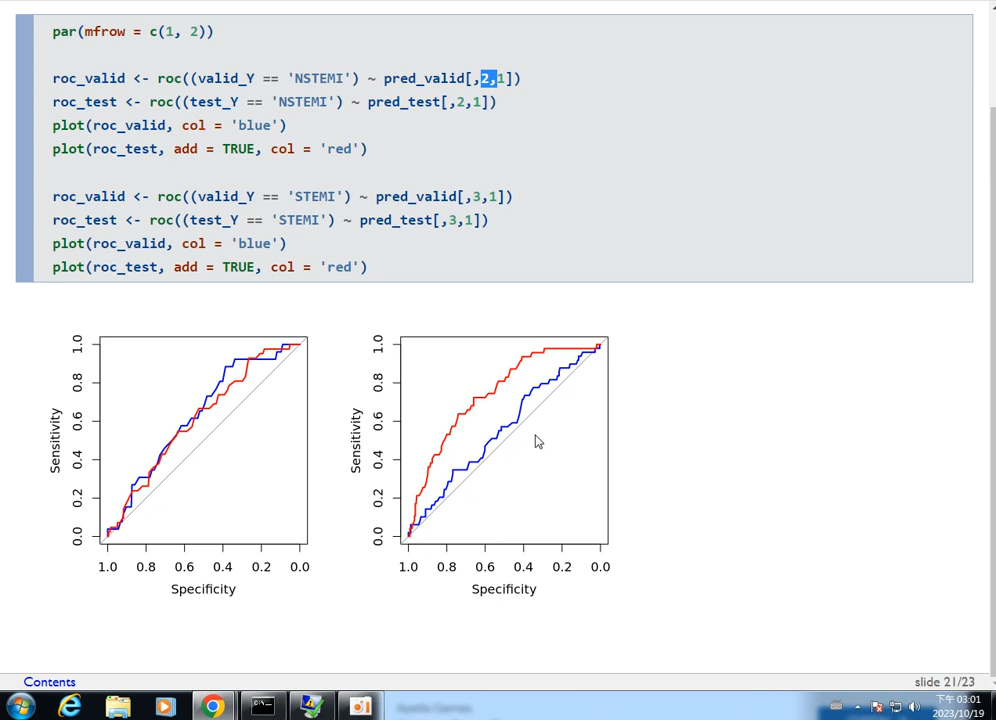 par(mfrow = c(1, 2))
roc_valid <- roc((valid_Y == 'NSTEMI') ~ pred_valid[,2,1])
roc_test <- roc((test_Y == 'NSTEMI') ~ pred_test[,2,1])
plot(roc_valid, col = 'blue')
plot(roc_test, add = TRUE, col = 'red')
roc_valid <- roc((valid_Y == 'STEMI') ~ pred_valid[,3,1])
roc_test <- roc((test_Y == 'STEMI') ~ pred_test[,3,1])
plot(roc_valid, col = 'blue')
plot(roc_test, add = TRUE, col = 'red')
Sensitivity
1.0
0.8
0.6
0.4
0.2
0.0
1.0 0.8 0.6 0.4 0.2 0.0
Specificity
Sensitivity
1.0
0.8
0.6
0.4
0.2
0.0
1.0 0.8 0.6 0.4 0.2 0.0
Specificity
Contents
slide 21/23
下午 03:01
2023/10/19